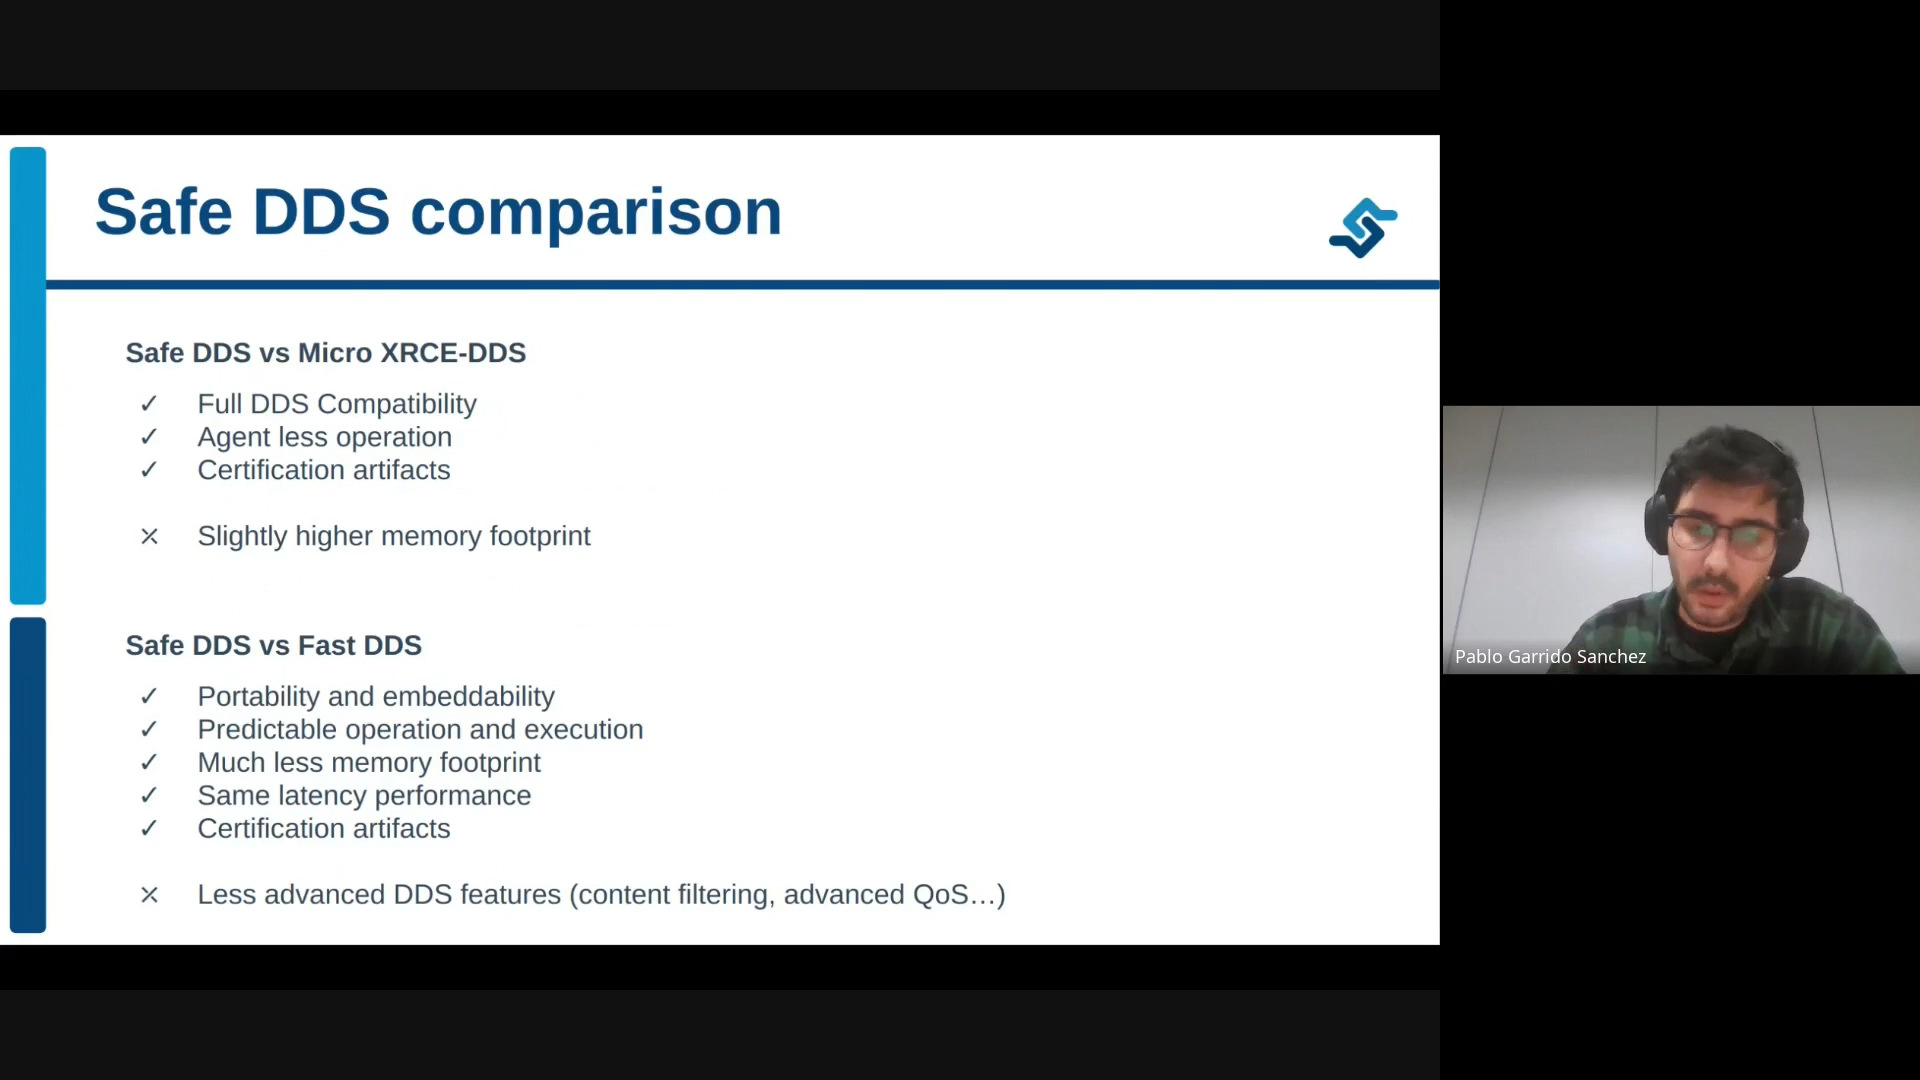 Safe DDS comparison
Safe DDS vs Micro XRCE-DDS
✓ Full DDS Compatibility
✓ Agent less operation
✓ Certification artifacts
✕ Slightly higher memory footprint
Safe DDS vs Fast DDS
✓ Portability and embeddability
✓ Predictable operation and execution
✓ Much less memory footprint
✓ Same latency performance
✓ Certification artifacts
✕ Less advanced DDS features (content filtering, advanced QoS…)
Pablo Garrido Sanchez